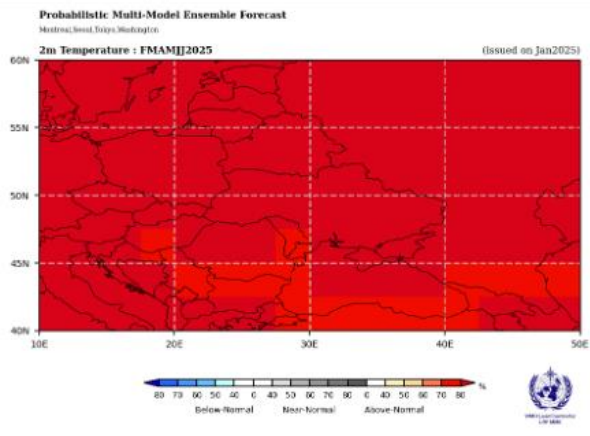 Probabilistic Multi-Model Ensemble Forecast
Montreal,Seoul,Tokyo,Washington
2m Temperature : FMAMJJ2025 (issued on Jan2025)
60N
55N
50N
45N
40N
10E 20E 30E 40E 50E
80 70 60 50 40 0 40 50 60 70 80 0 40 50 60 70 80 %
Below-Normal Near-Normal Above-Normal